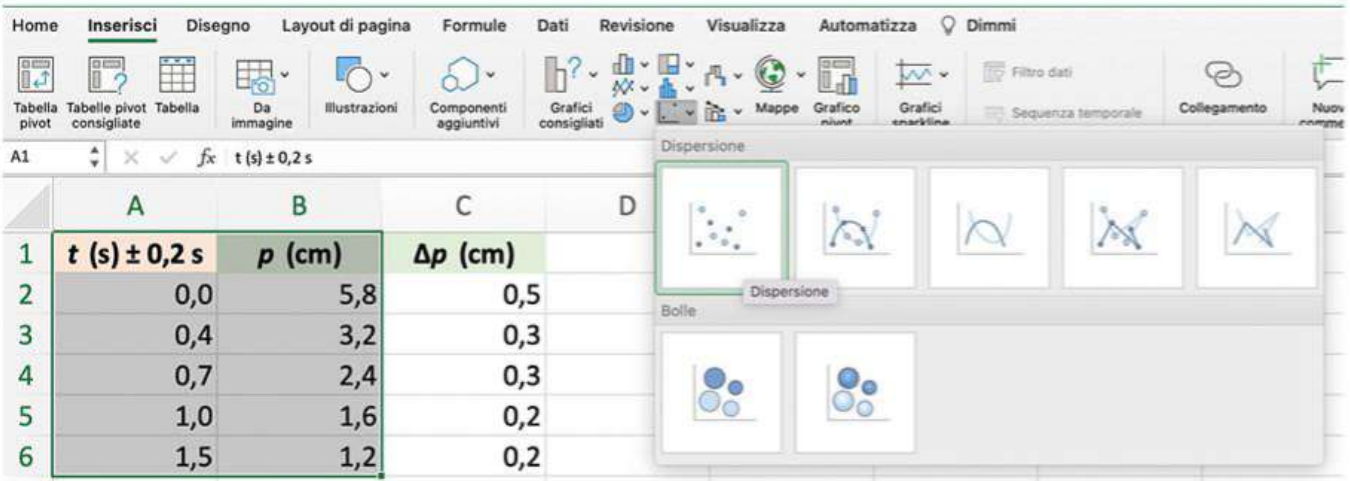 Home Inserisci Disegno Layout di pagina Formule Dati Revisione Visualizza Automatizza Dimmi
Tabella pivot
Tabelle pivot consigliate
Tabella
Da immagine
Illustrazioni
Componenti aggiuntivi
Grafici consigliati
Mappe
Grafico pivot
Grafici sparkline
Filtro dati
Sequenza temporale
Collegamento
A1 fx t (s) ± 0,2 s
Dispersione
Dispersione
Bolle
A B C D
1 t (s) ± 0,2 s p (cm) Δp (cm)
2 0,0 5,8 0,5
3 0,4 3,2 0,3
4 0,7 2,4 0,3
5 1,0 1,6 0,2
6 1,5 1,2 0,2